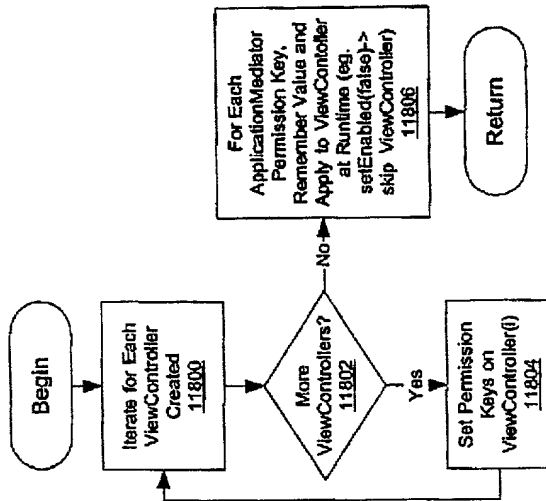 Begin
Iterate for Each
ViewController
Created
11800
More
ViewControllers?
11802
Yes
Set Permission
Keys on
ViewController(i)
11804
No
For Each
ApplicationMediator
Permission Key,
Remember Value and
Apply to ViewContoller
at Runtime (eg.
setEnabled(false)->
skip ViewController)
11806
Return